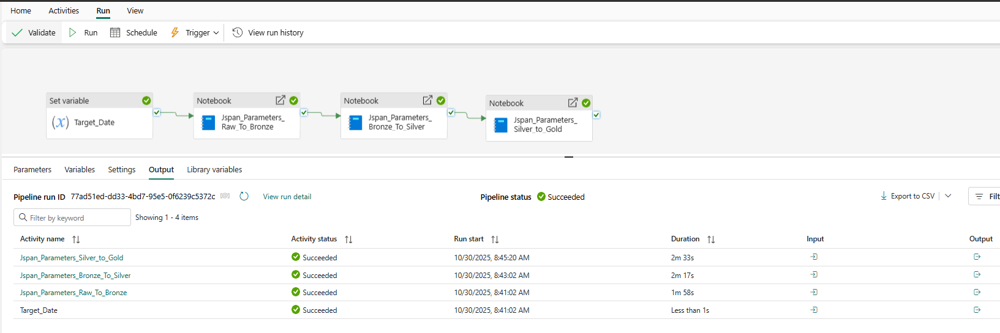 Home Activities Run View
Validate Run Schedule Trigger View run history
Set variable
(x) Target_Date
Notebook
Jspan_Parameters_
Raw_To_Bronze
Notebook
Jspan_Parameters_
Bronze_To_Silver
Notebook
Jspan_Parameters_
Silver_to_Gold
Parameters Variables Settings Output Library variables
Pipeline run ID 77ad51ed-dd33-4bd7-95e5-0f6239c5372c View run detail Pipeline status Succeeded Export to CSV Filt
Filter by keyword Showing 1 - 4 items
Activity name Activity status Run start Duration Input Output
Jspan_Parameters_Silver_to_Gold Succeeded 10/30/2025, 8:45:20 AM 2m 33s
Jspan_Parameters_Bronze_To_Silver Succeeded 10/30/2025, 8:43:02 AM 2m 17s
Jspan_Parameters_Raw_To_Bronze Succeeded 10/30/2025, 8:41:02 AM 1m 58s
Target_Date Succeeded 10/30/2025, 8:41:02 AM Less than 1s